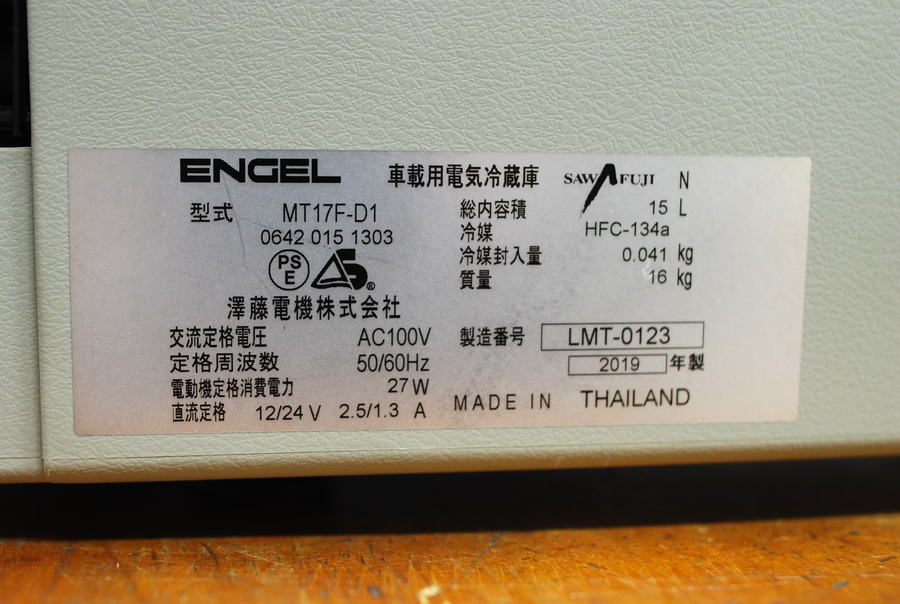 ENGEL 車載用電気冷蔵庫 SAWAFUJI N
型式 MT17F-D1
0642 015 1303
PS E
S ®
澤藤電機株式会社
総内容積 15 L
冷媒 HFC-134a
冷媒封入量 0.041 kg
質量 16 kg
交流定格電圧 AC100V
定格周波数 50/60Hz
電動機定格消費電力 27 W
直流定格 12/24 V 2.5/1.3 A
製造番号 LMT-0123
2019 年製
MADE IN THAILAND